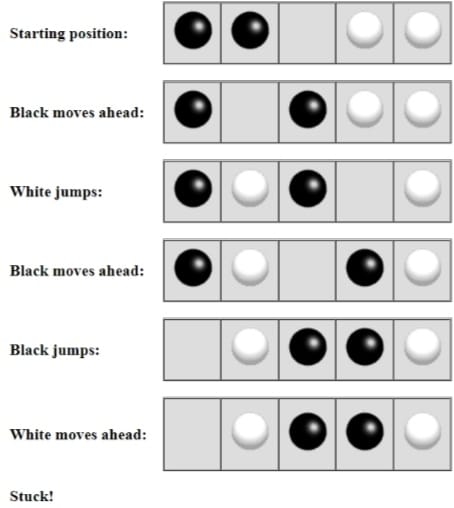 Starting position:
Black moves ahead:
White jumps:
Black moves ahead:
Black jumps:
White moves ahead:
Stuck!